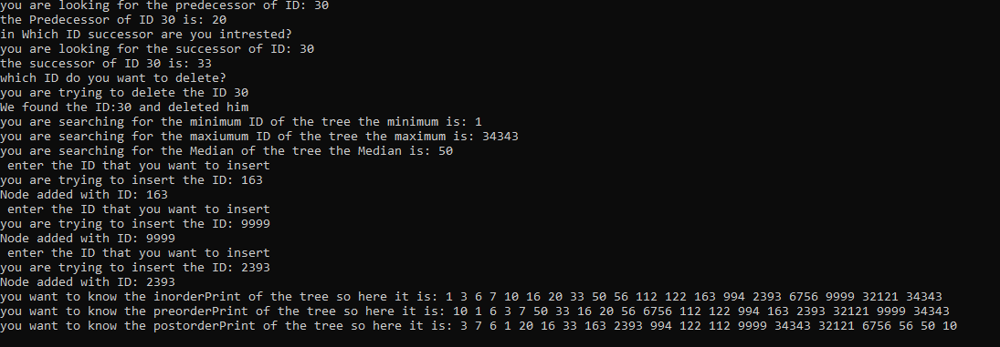 you are looking for the predecessor of ID: 30
the Predecessor of ID 30 is: 20
in Which ID successor are you intrested?
you are looking for the successor of ID: 30
the successor of ID 30 is: 33
which ID do you want to delete?
you are trying to delete the ID 30
We found the ID:30 and deleted him
you are searching for the minimum ID of the tree the minimum is: 1
you are searching for the maxiumum ID of the tree the maximum is: 34343
you are searching for the Median of the tree the Median is: 50
 enter the ID that you want to insert
you are trying to insert the ID: 163
Node added with ID: 163
 enter the ID that you want to insert
you are trying to insert the ID: 9999
Node added with ID: 9999
 enter the ID that you want to insert
you are trying to insert the ID: 2393
Node added with ID: 2393
you want to know the inorderPrint of the tree so here it is: 1 3 6 7 10 16 20 33 50 56 112 122 163 994 2393 6756 9999 32121 34343
you want to know the preorderPrint of the tree so here it is: 10 1 6 3 7 50 33 16 20 56 6756 112 122 994 163 2393 32121 9999 34343
you want to know the postorderPrint of the tree so here it is: 3 7 6 1 20 16 33 163 2393 994 122 112 9999 34343 32121 6756 56 50 10